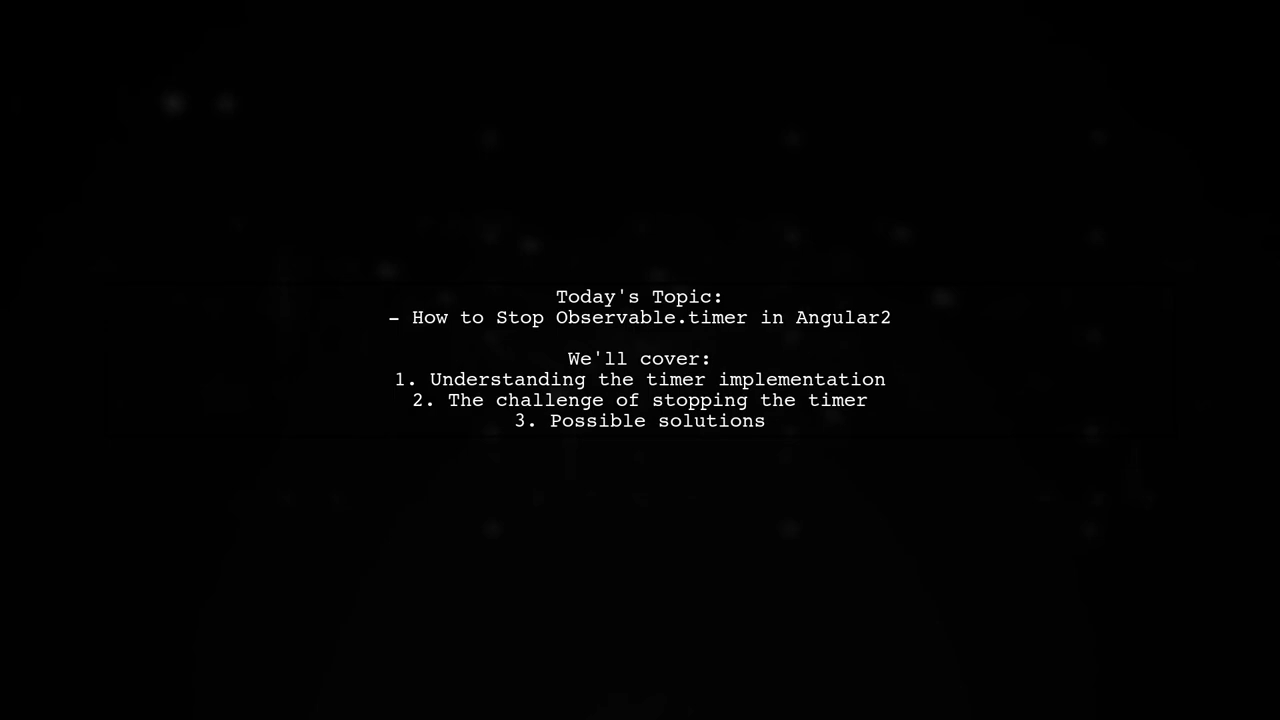 Today's Topic:
- How to Stop Observable.timer in Angular2
We'll cover:
1. Understanding the timer implementation
2. The challenge of stopping the timer
3. Possible solutions